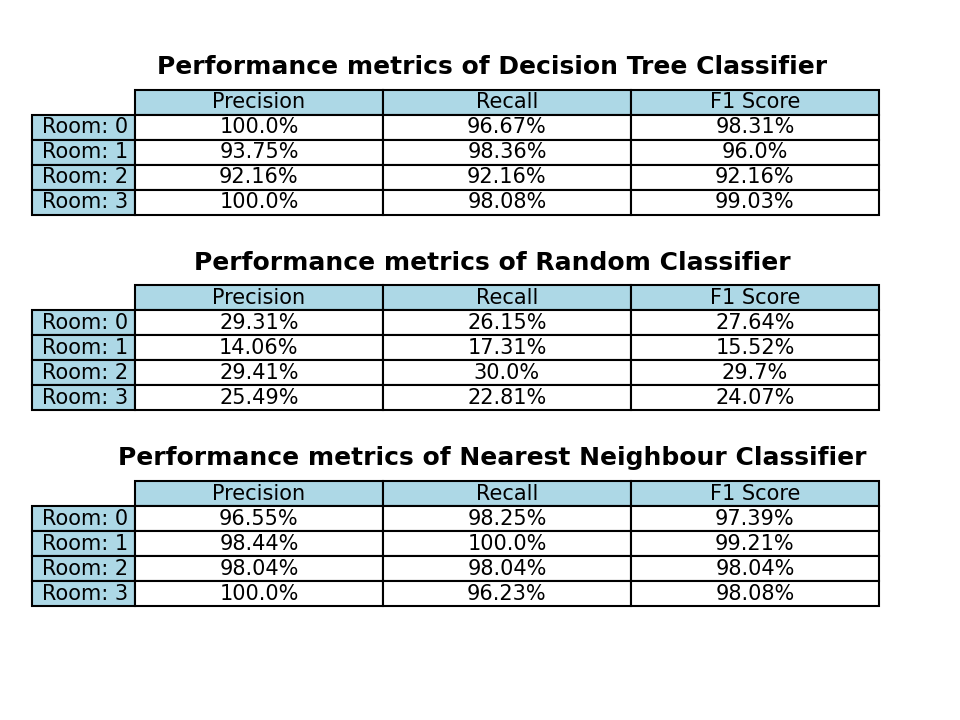 Performance metrics of Decision Tree Classifier
Precision Recall F1 Score
Room: 0 100.0% 96.67% 98.31%
Room: 1 93.75% 98.36% 96.0%
Room: 2 92.16% 92.16% 92.16%
Room: 3 100.0% 98.08% 99.03%
Performance metrics of Random Classifier
Precision Recall F1 Score
Room: 0 29.31% 26.15% 27.64%
Room: 1 14.06% 17.31% 15.52%
Room: 2 29.41% 30.0% 29.7%
Room: 3 25.49% 22.81% 24.07%
Performance metrics of Nearest Neighbour Classifier
Precision Recall F1 Score
Room: 0 96.55% 98.25% 97.39%
Room: 1 98.44% 100.0% 99.21%
Room: 2 98.04% 98.04% 98.04%
Room: 3 100.0% 96.23% 98.08%